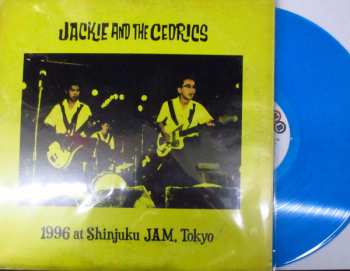 JACKIE AND THE CEDRICS
1996 at Shinjuku JAM, Tokyo